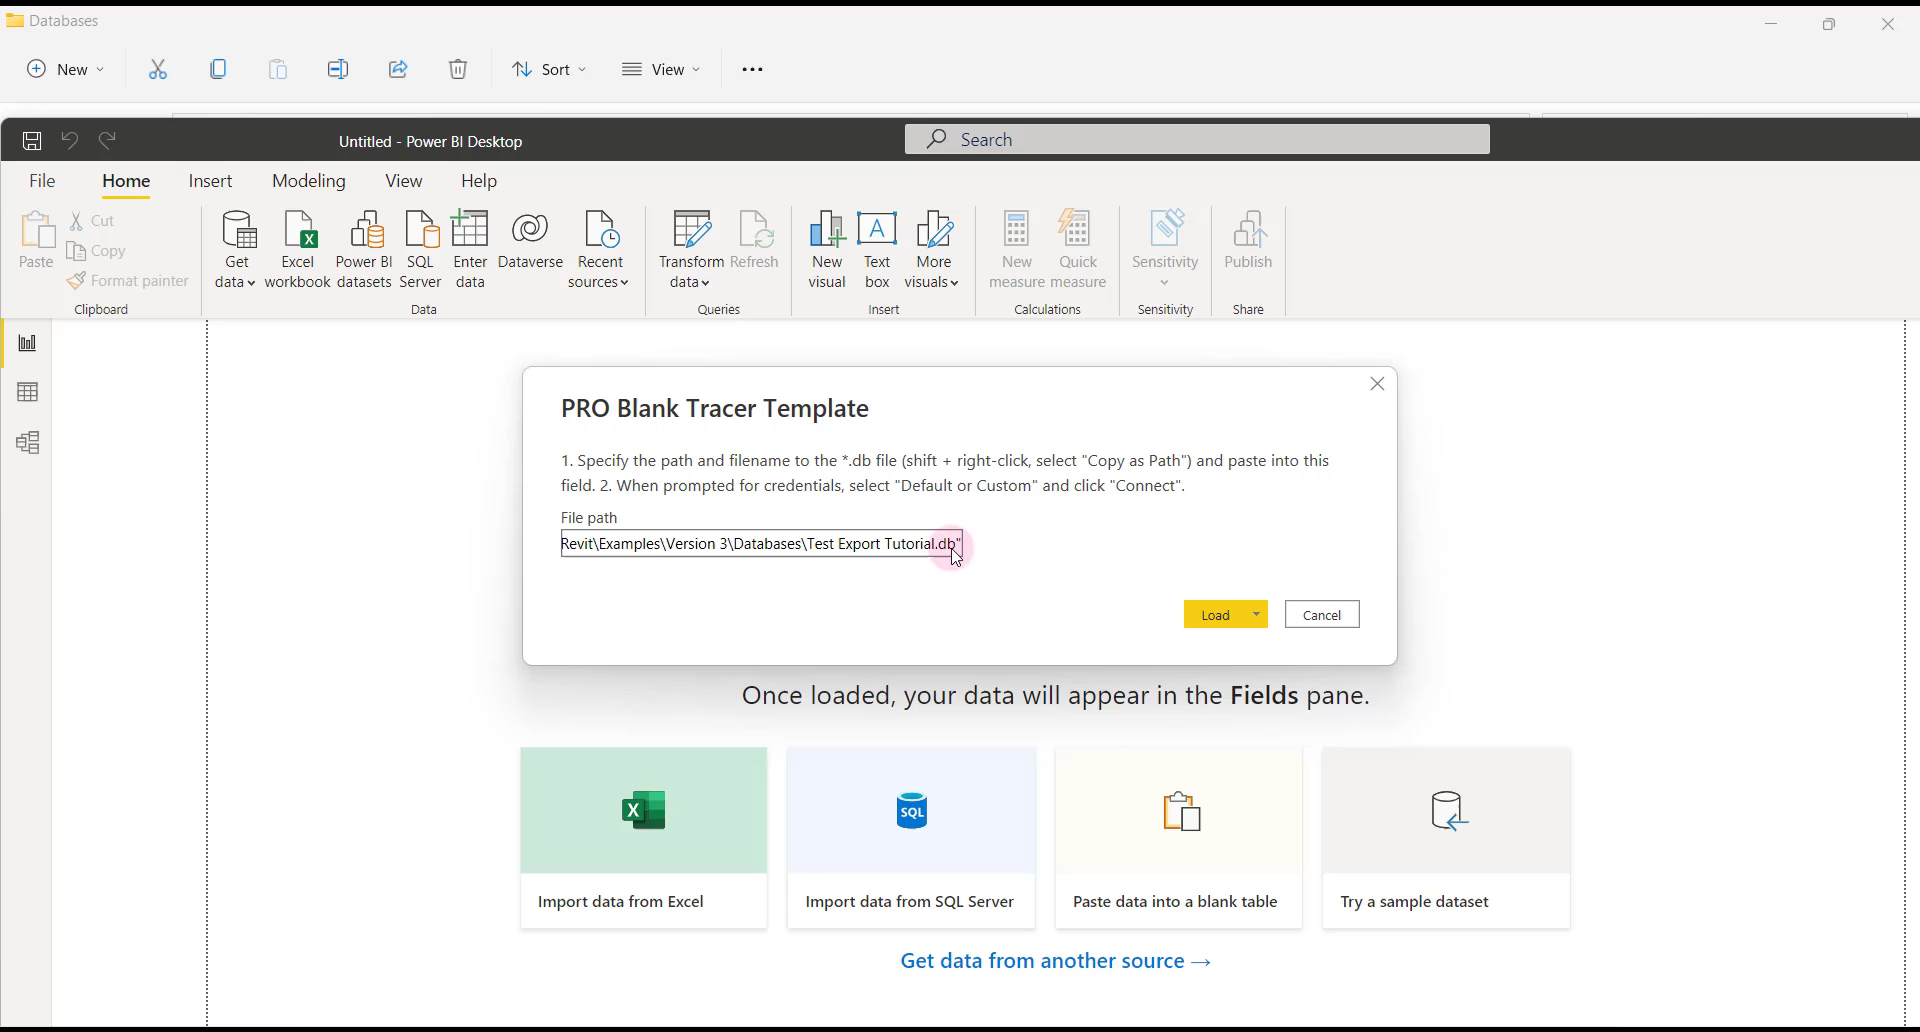 Databases
New
Sort
View
Untitled - Power BI Desktop
Search
File
Home
Insert
Modeling
View
Help
Paste
Cut
Copy
Format painter
Clipboard
Get data
Excel workbook
Power BI datasets
SQL Server
Enter data
Dataverse
Recent sources
Data
Transform data
Refresh
Queries
New visual
Text box
More visuals
Insert
New measure
Quick measure
Calculations
Sensitivity
Sensitivity
Publish
Share
PRO Blank Tracer Template
1. Specify the path and filename to the *.db file (shift + right-click, select "Copy as Path") and paste into this
field. 2. When prompted for credentials, select "Default or Custom" and click "Connect".
File path
Revit\Examples\Version 3\Databases\Test Export Tutorial.db"
Load
Cancel
Once loaded, your data will appear in the Fields pane.
X
SQL
Import data from Excel
Import data from SQL Server
Paste data into a blank table
Try a sample dataset
Get data from another source →